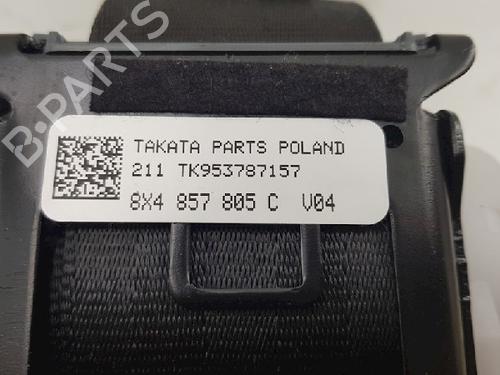 B-PARTS
TAKATA PARTS POLAND
211 TK953787157
8X4 857 805 C V04